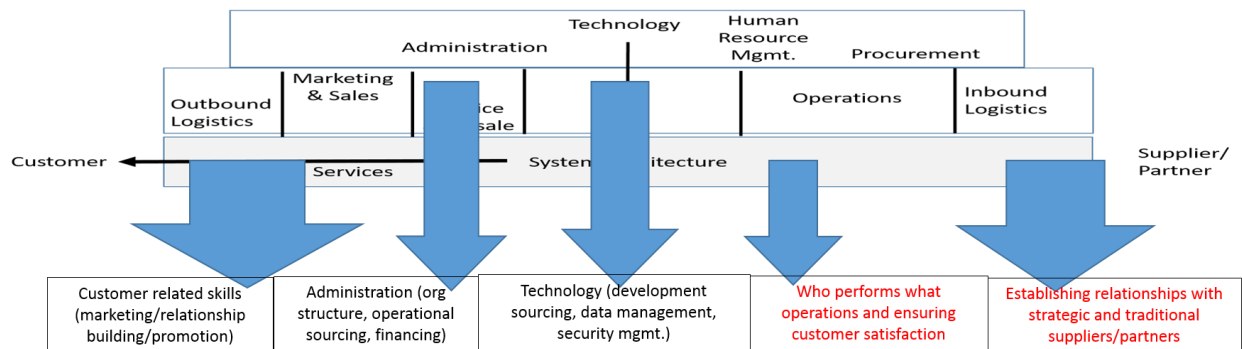 Technology
Human
Resource
Mgmt.
Administration
Procurement
Marketing
& Sales
Outbound
Logistics
Operations
Inbound
Logistics
Customer
Services
Supplier/
Partner
Customer related skills
(marketing/relationship
building/promotion)
Administration (org
structure, operational
sourcing, financing)
Technology (development
sourcing, data management,
security mgmt.)
Who performs what
operations and ensuring
customer satisfaction
Establishing relationships with
strategic and traditional
suppliers/partners